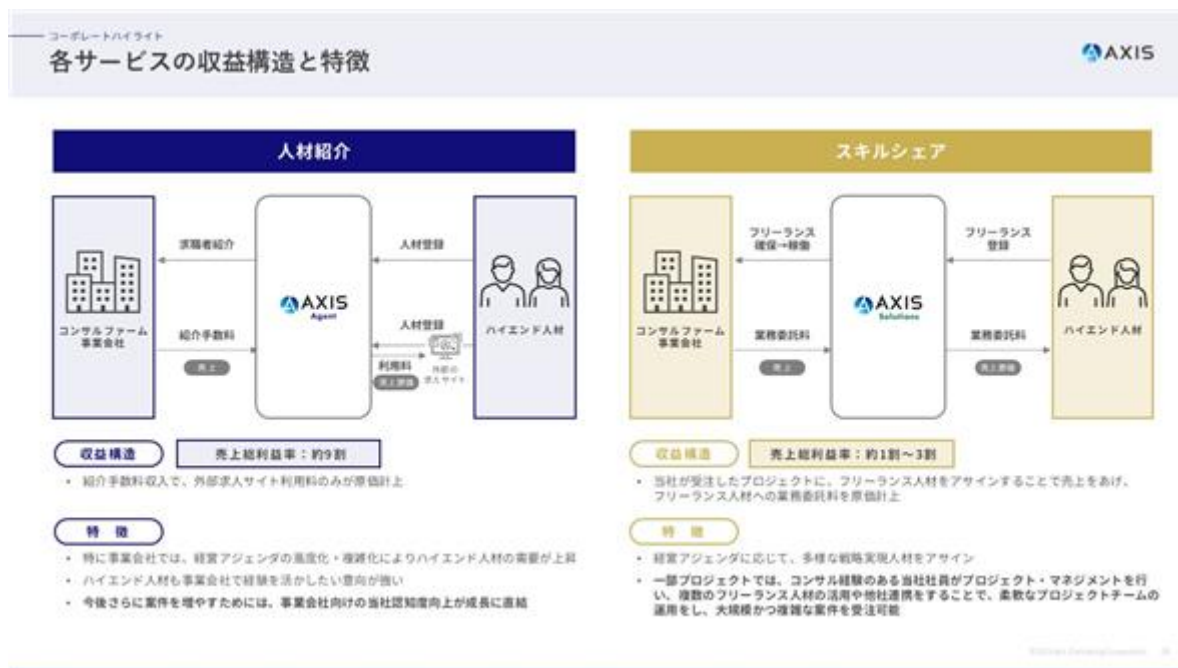 コーポレートハイライト
各サービスの収益構造と特徴
AXIS
人材紹介
コンサルファーム
事業会社
求職者紹介
紹介手数料
売上
AXIS
Agent
人材登録
人材登録
利用料
売上原価
外部の
求人サイト
ハイエンド人材
収益構造
売上総利益率：約9割
・ 紹介手数料収入で、外部求人サイト利用料のみが原価計上
特 徴
・ 特に事業会社では、経営アジェンダの高度化・複雑化によりハイエンド人材の需要が上昇
・ ハイエンド人材も事業会社で経験を活かしたい意向が強い
・ 今後さらに案件を増やすためには、事業会社向けの当社認知度向上が成長に直結
スキルシェア
コンサルファーム
事業会社
フリーランス
確保→稼働
業務委託料
売上
AXIS
Solutions
フリーランス
登録
業務委託料
売上原価
ハイエンド人材
収益構造
売上総利益率：約1割～3割
・ 当社が受注したプロジェクトに、フリーランス人材をアサインすることで売上をあげ、
フリーランス人材への業務委託料を原価計上
特 徴
・ 経営アジェンダに応じて、多様な戦略実現人材をアサイン
・ 一部プロジェクトでは、コンサル経験のある当社社員がプロジェクト・マネジメントを行
い、複数のフリーランス人材の活用や他社連携をすることで、柔軟なプロジェクトチームの
運用をし、大規模かつ複雑な案件を受注可能